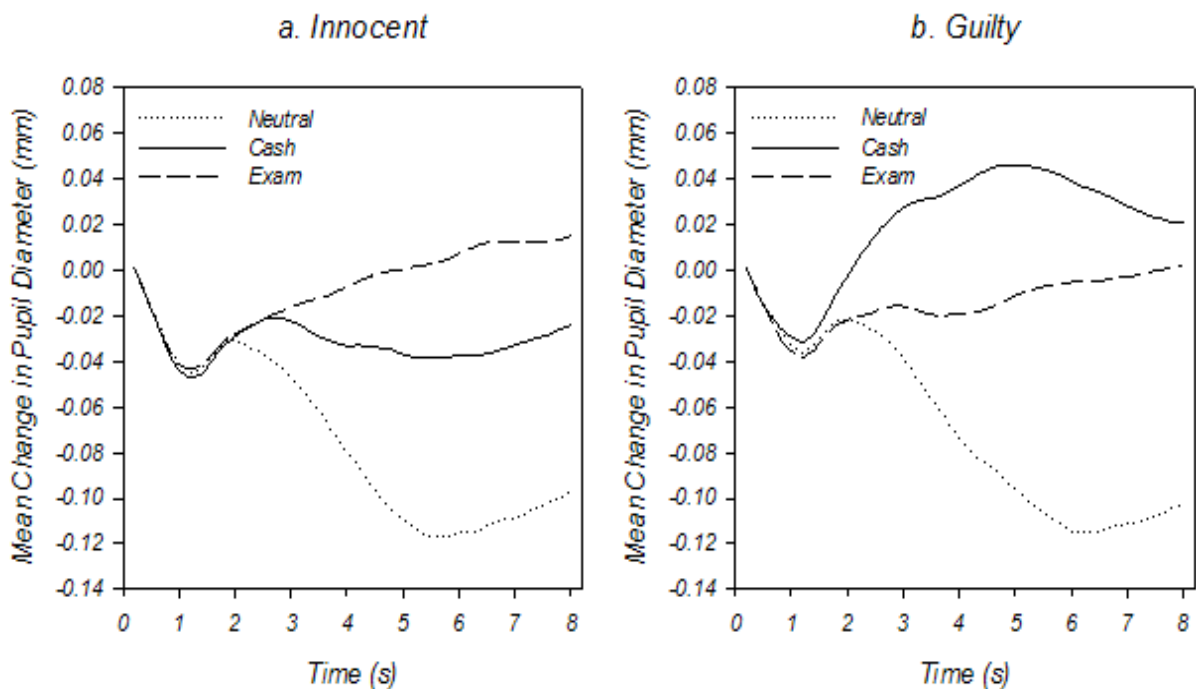 a. Innocent
Mean Change in Pupil Diameter (mm)
0.08
0.06
0.04
0.02
0.00
-0.02
-0.04
-0.06
-0.08
-0.10
-0.12
-0.14
Neutral
Cash
Exam
0 1 2 3 4 5 6 7 8
Time (s)
b. Guilty
Mean Change in Pupil Diameter (mm)
0.08
0.06
0.04
0.02
0.00
-0.02
-0.04
-0.06
-0.08
-0.10
-0.12
-0.14
Neutral
Cash
Exam
0 1 2 3 4 5 6 7 8
Time (s)